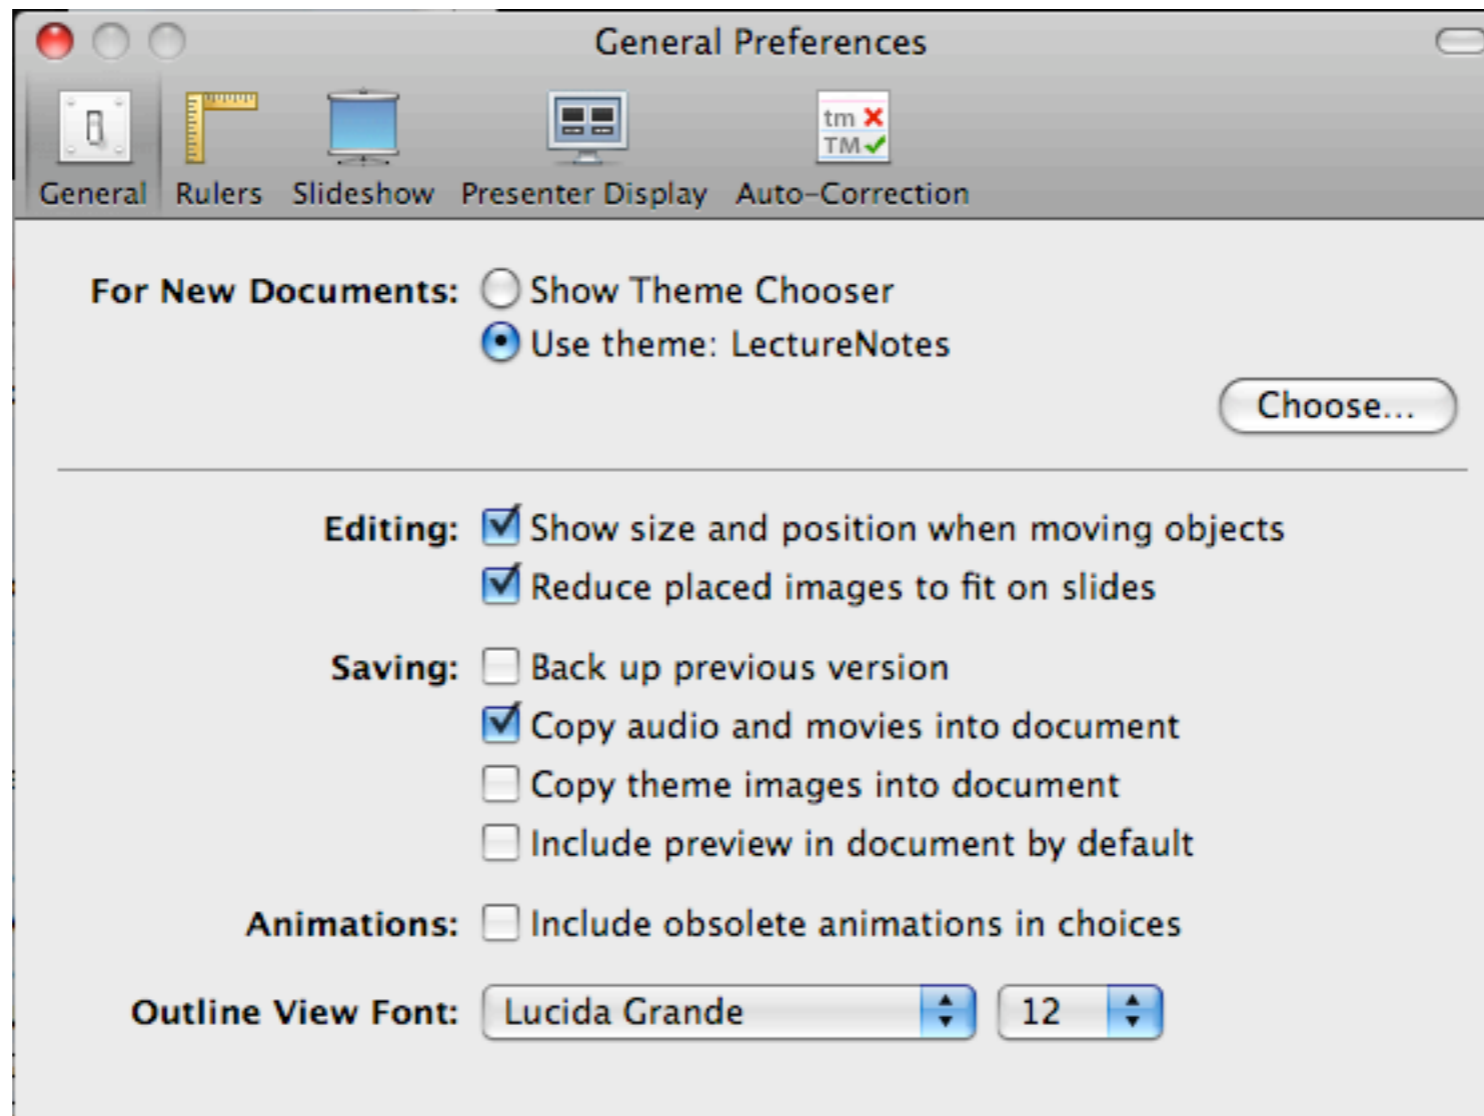 General Preferences
tm
TM
General Rulers Slideshow Presenter Display Auto-Correction
For New Documents: Show Theme Chooser
Use theme: LectureNotes
Choose...
Editing: Show size and position when moving objects
Reduce placed images to fit on slides
Saving: Back up previous version
Copy audio and movies into document
Copy theme images into document
Include preview in document by default
Animations: Include obsolete animations in choices
Outline View Font: Lucida Grande 12